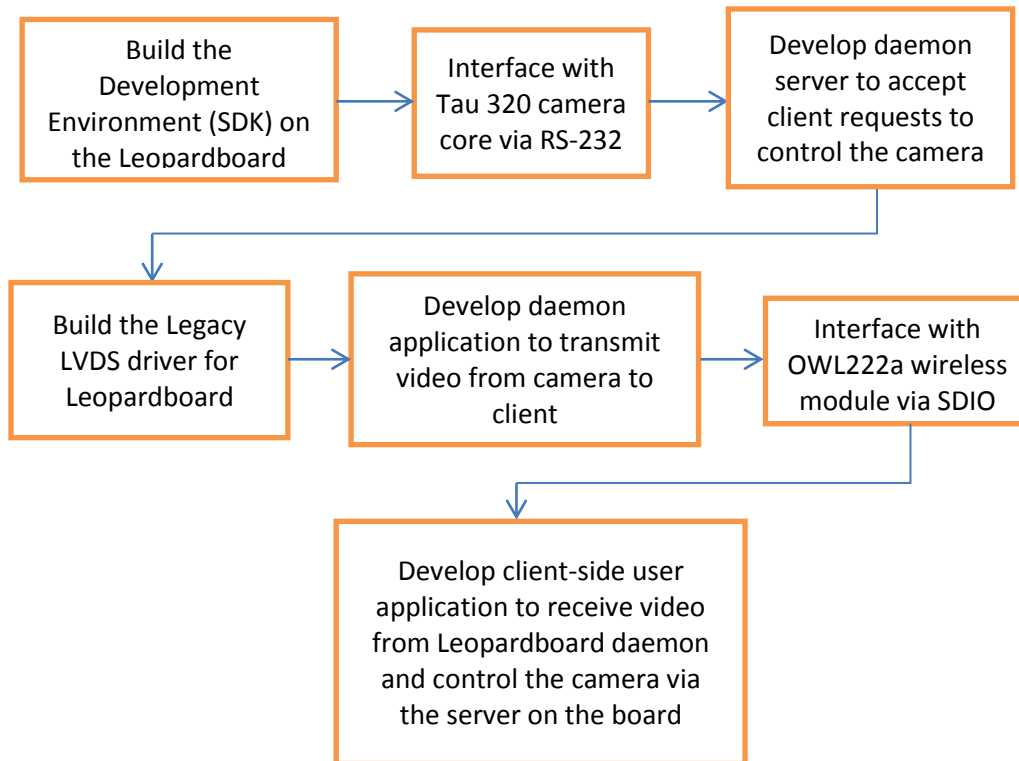 Build the
Development
Environment (SDK) on
the Leopardboard
Interface with
Tau 320 camera
core via RS-232
Develop daemon
server to accept
client requests to
control the camera
Build the Legacy
LVDS driver for
Leopardboard
Develop daemon
application to transmit
video from camera to
client
Interface with
OWL222a wireless
module via SDIO
Develop client-side user
application to receive video
from Leopardboard daemon
and control the camera via
the server on the board